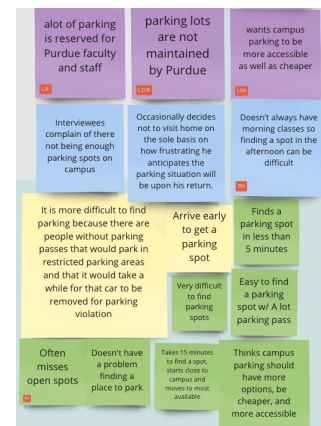 alot of parking
is reserved for
Purdue faculty
and staff
L.R.
parking lots
are not
maintained
by Purdue
L.D.R
wants campus
parking to be
more accessible
as well as cheaper
LDR
Interviewees
complain of there
not being enough
parking spots on
campus
Occasionally decides
not to visit home on
the sole basis on
how frustrating he
anticipates the
parking situation will
be upon his return.
Doesn't always have
morning classes so
finding a spot in the
afternoon can be
difficult
BN
It is more difficult to find
parking because there are
people without parking
passes that would park in
restricted parking areas
and that it would take a
while for that car to be
removed for parking
violation
Arrive early
to get a
parking
spot
Finds a
parking spot
in less than
5 minutes
Very difficult
to find
parking
spots
Easy to find
a parking
spot w/ A lot
parking pass
Often
misses
open spots
Doesn't have
a problem
finding a
place to park
Takes 15 minutes
to find a spot,
starts close to
campus and
moves to most
available
Thinks campus
parking should
have more
options, be
cheaper, and
more accessible